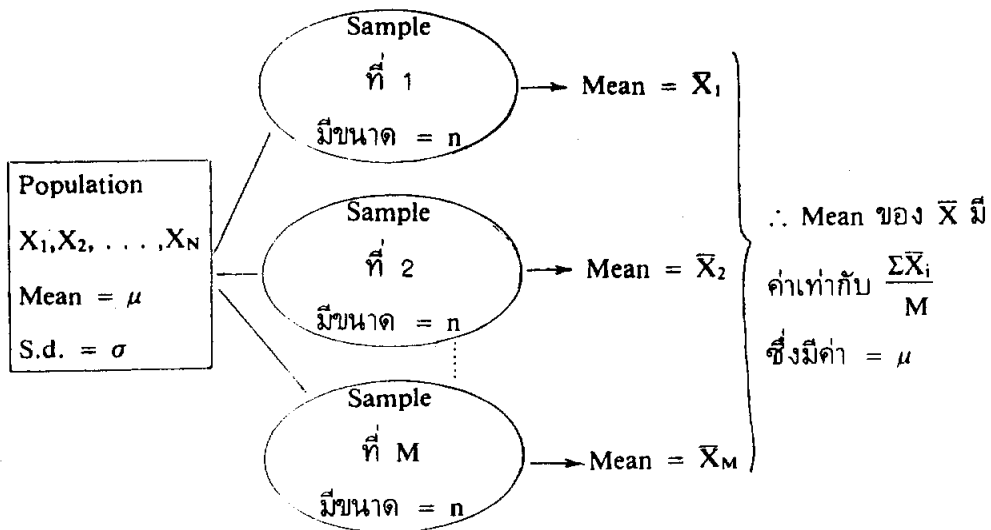 Population
X₁,X₂, . . . ,X_N
Mean = μ
S.d. = σ
Sample
ที่ 1
มีขนาด = n
Mean = X̄₁
Sample
ที่ 2
มีขนาด = n
Mean = X̄₂
Sample
ที่ M
มีขนาด = n
Mean = X̄_M
∴ Mean ของ X̄ มี
ค่าเท่ากับ ΣX̄ᵢ/M
ซึ่งมีค่า = μ